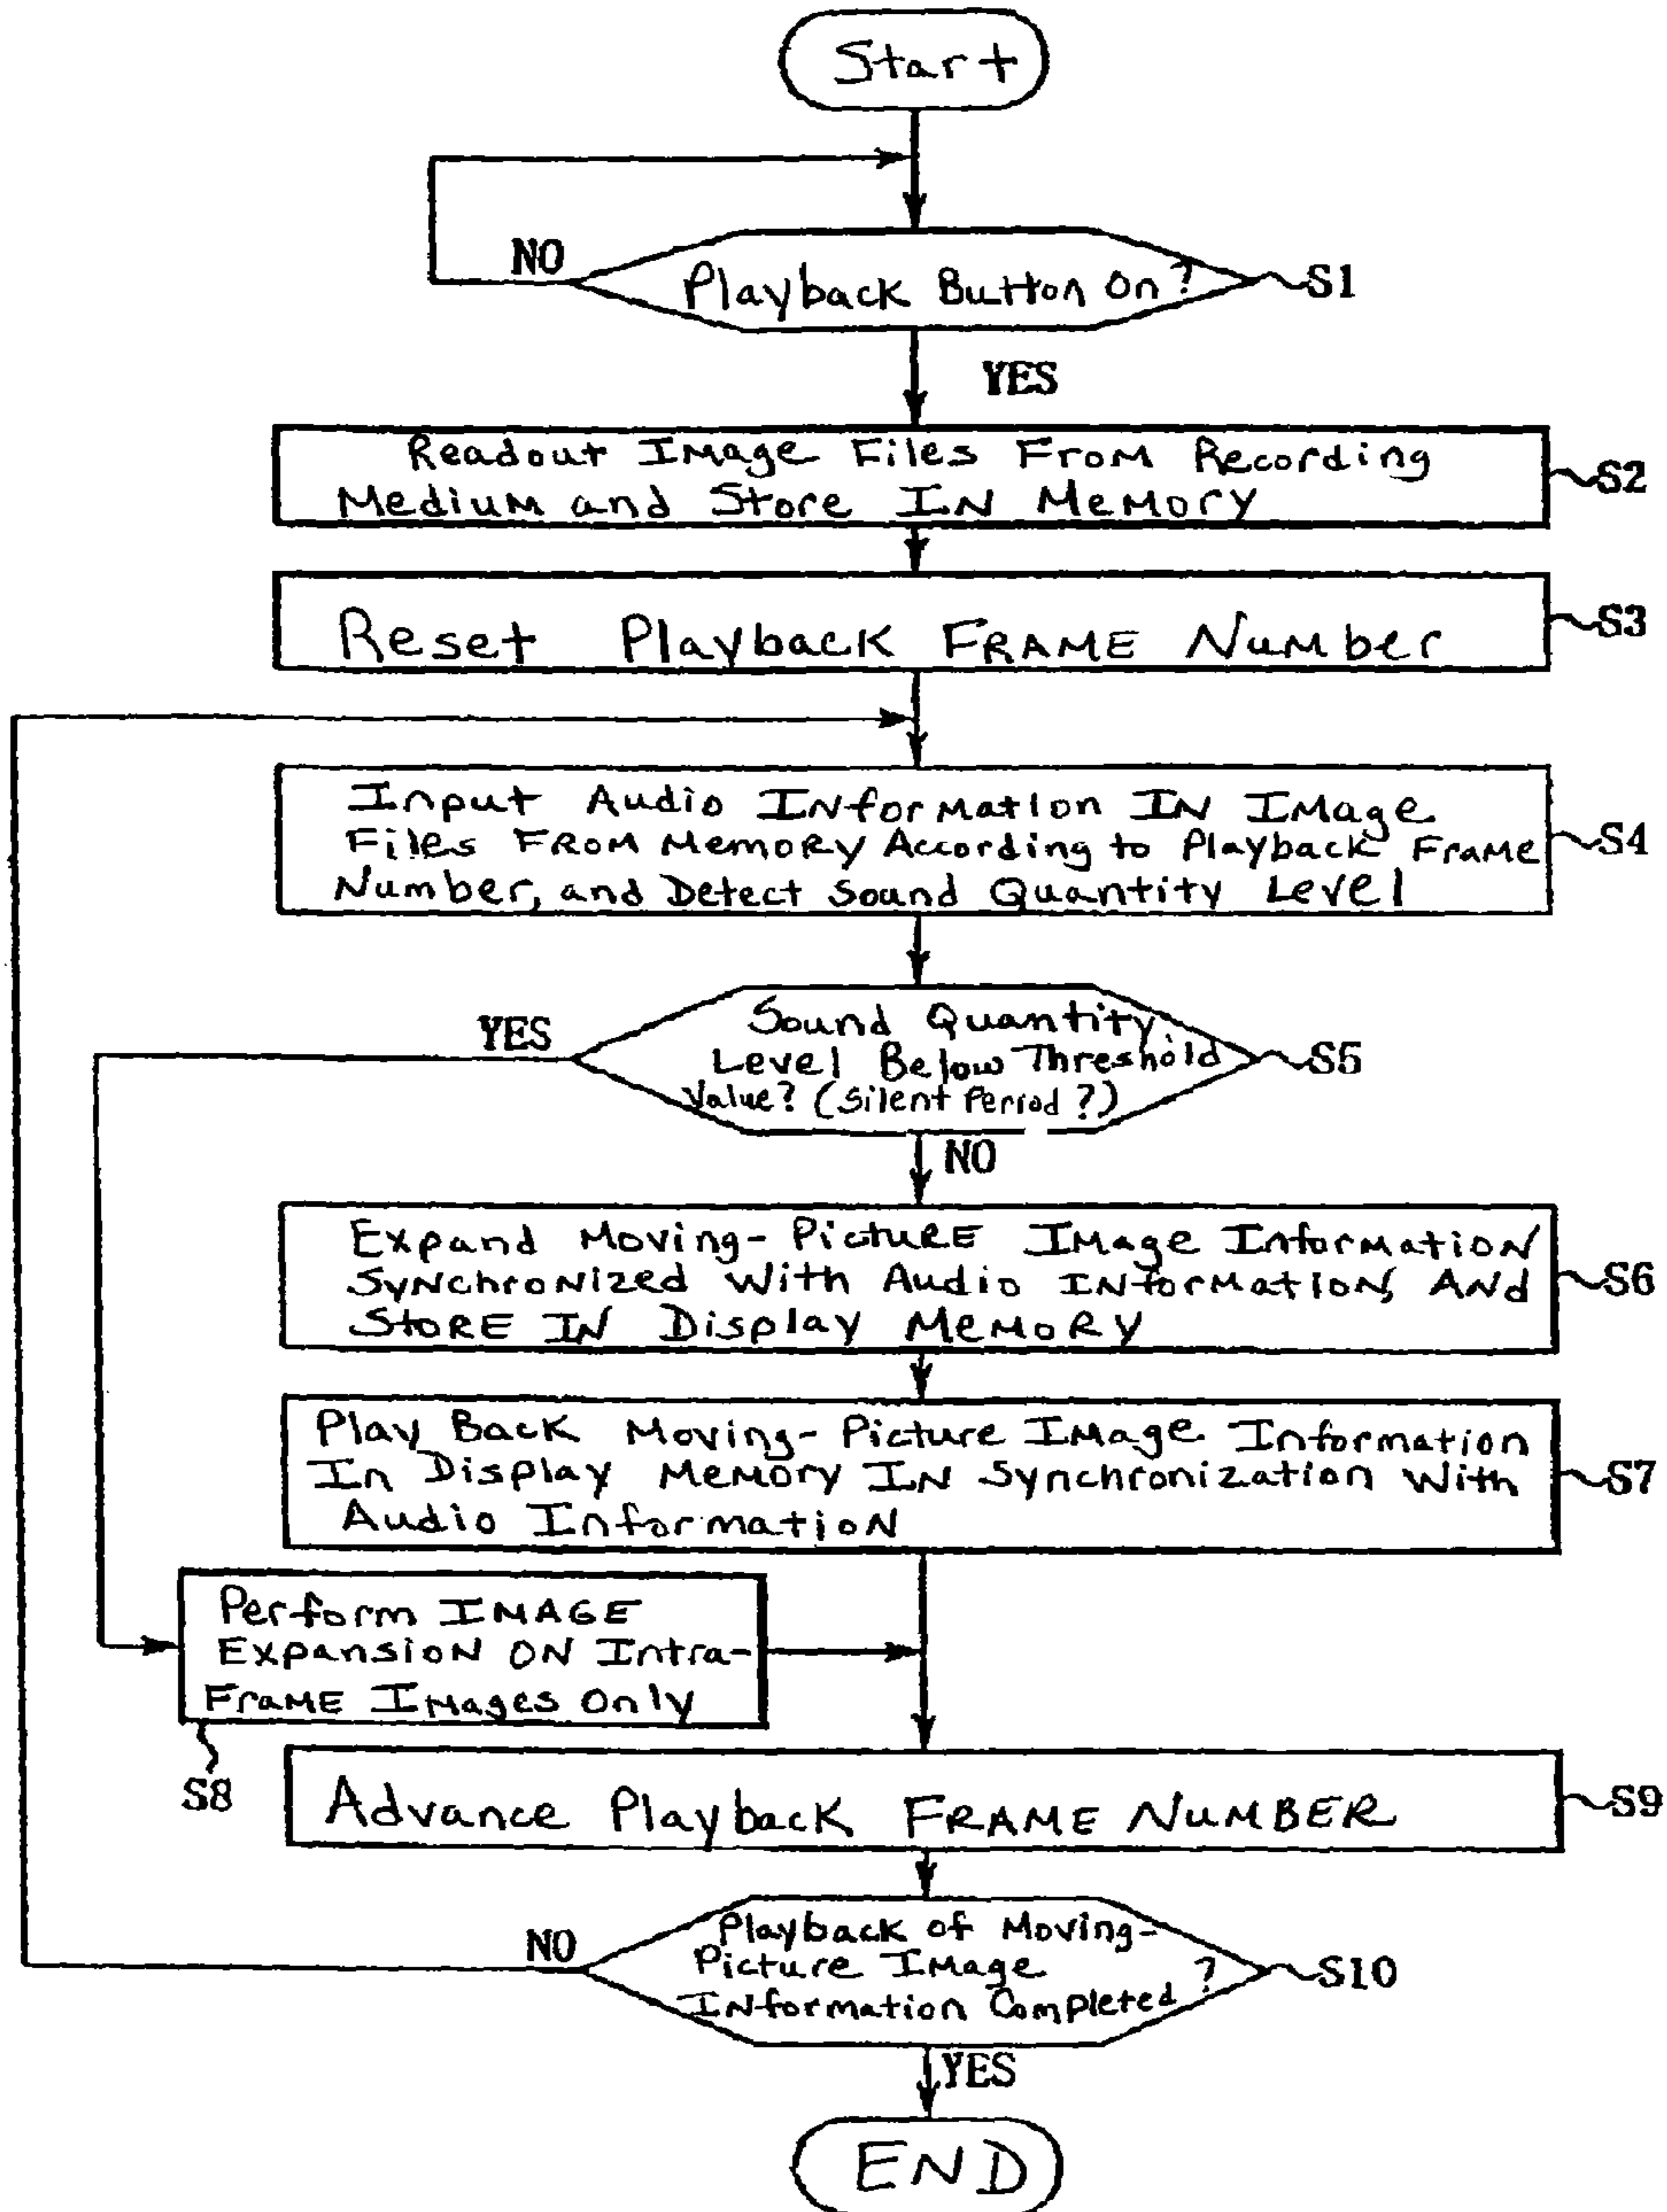 Start
NO
Playback Button On?
S1
YES
Readout Image Files From Recording
Medium and Store In Memory
S2
Reset Playback Frame Number
S3
Input Audio Information In Image
Files From Memory According to Playback Frame
Number, and Detect Sound Quantity Level
S4
YES
Sound Quantity
Level Below Threshold
Value? (Silent Period?)
S5
NO
Expand Moving-Picture Image Information
Synchronized With Audio Information, And
Store In Display Memory
S6
Play Back Moving-Picture Image Information
In Display Memory In Synchronization With
Audio Information
S7
Perform Image
Expansion On Intra-
Frame Images Only
S8
Advance Playback Frame Number
S9
NO
Playback of Moving-
Picture Image
Information Completed?
S10
YES
END